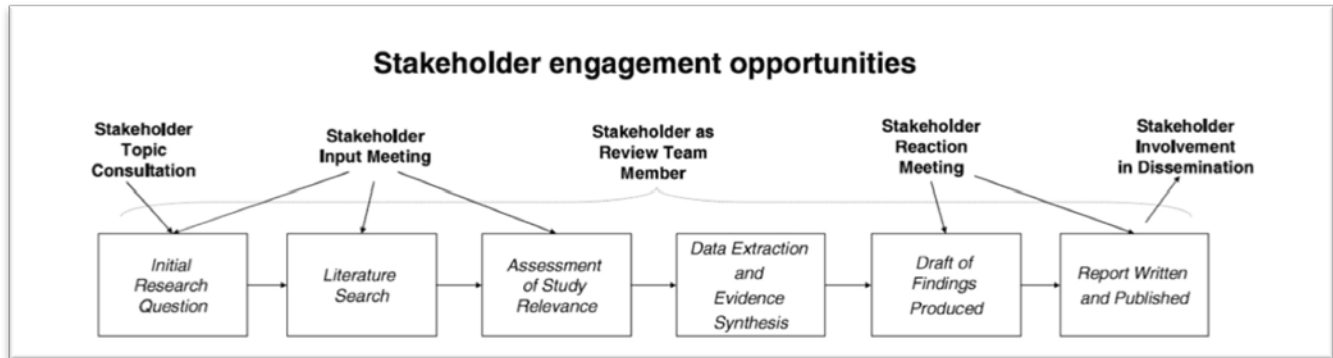 Stakeholder engagement opportunities
Stakeholder
Topic
Consultation
Stakeholder
Input Meeting
Stakeholder as
Review Team
Member
Stakeholder
Reaction
Meeting
Stakeholder
Involvement
in Dissemination
Initial
Research
Question
Literature
Search
Assessment
of Study
Relevance
Data Extraction
and
Evidence
Synthesis
Draft of
Findings
Produced
Report Written
and Published